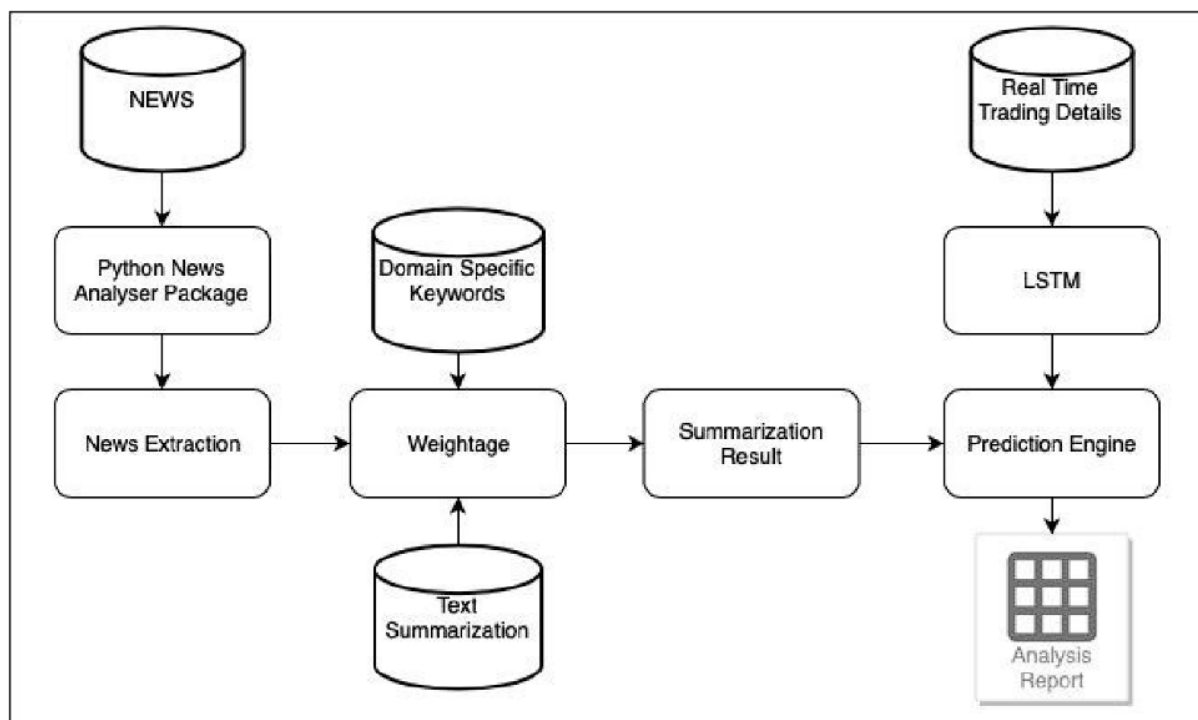 NEWS
Real Time
Trading Details
Python News
Analyser Package
Domain Specific
Keywords
LSTM
News Extraction
Weightage
Summarization
Result
Prediction Engine
Text
Summarization
Analysis
Report